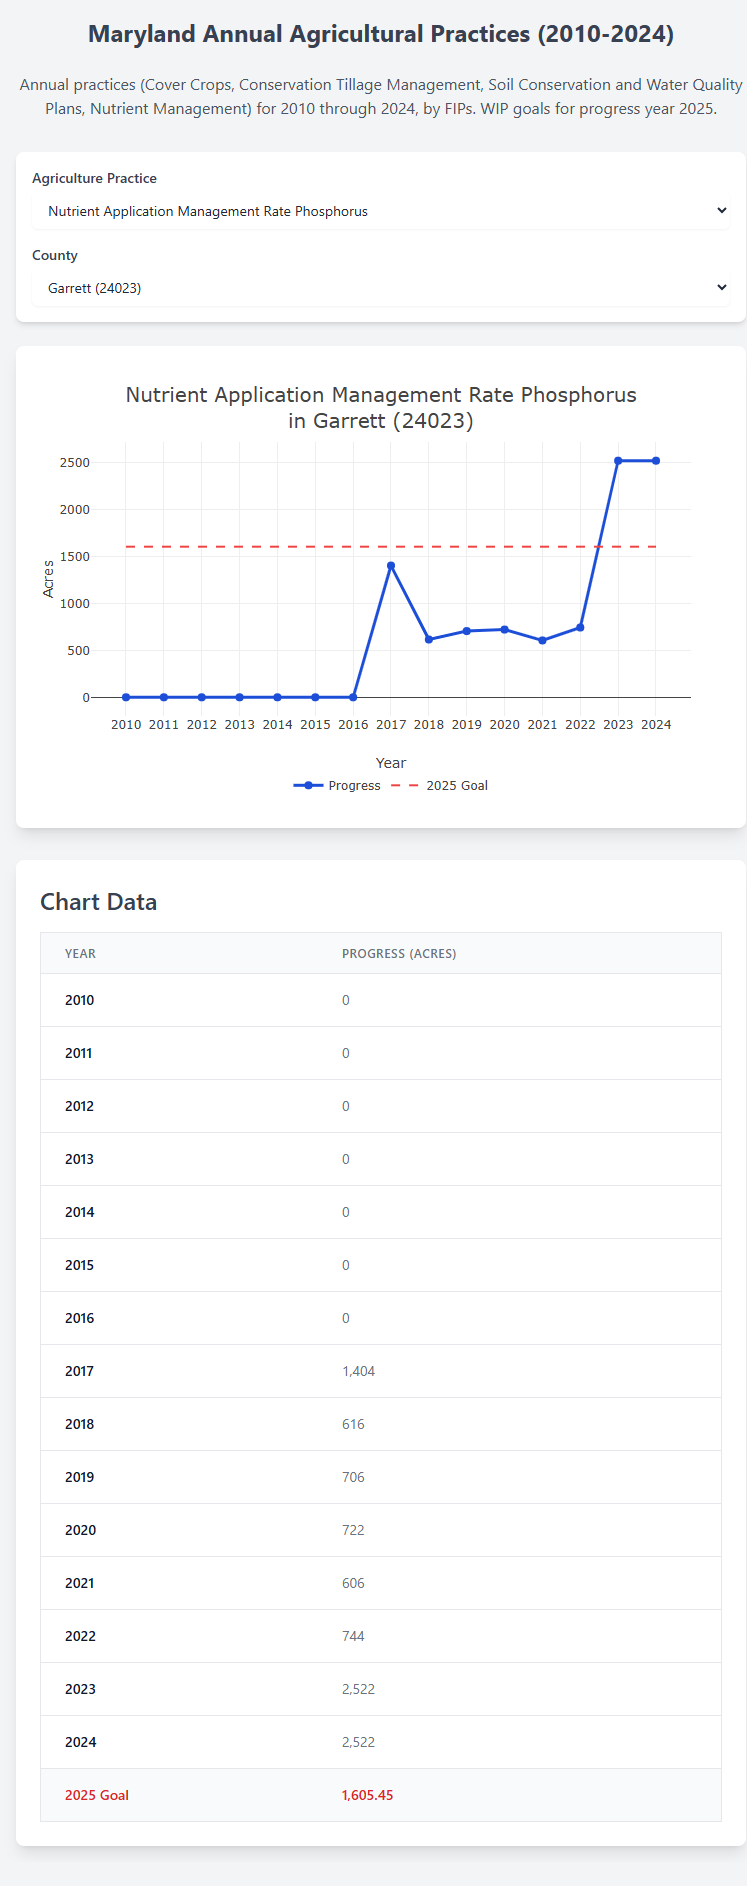 Maryland Annual Agricultural Practices (2010-2024)
Annual practices (Cover Crops, Conservation Tillage Management, Soil Conservation and Water Quality
Plans, Nutrient Management) for 2010 through 2024, by FIPs. WIP goals for progress year 2025.
Agriculture Practice
Nutrient Application Management Rate Phosphorus
County
Garrett (24023)
Nutrient Application Management Rate Phosphorus
in Garrett (24023)
2500
2000
1500
1000
500
0
Acres
2010 2011 2012 2013 2014 2015 2016 2017 2018 2019 2020 2021 2022 2023 2024
Year
Progress 2025 Goal
Chart Data
YEAR PROGRESS (ACRES)
2010 0
2011 0
2012 0
2013 0
2014 0
2015 0
2016 0
2017 1,404
2018 616
2019 706
2020 722
2021 606
2022 744
2023 2,522
2024 2,522
2025 Goal 1,605.45